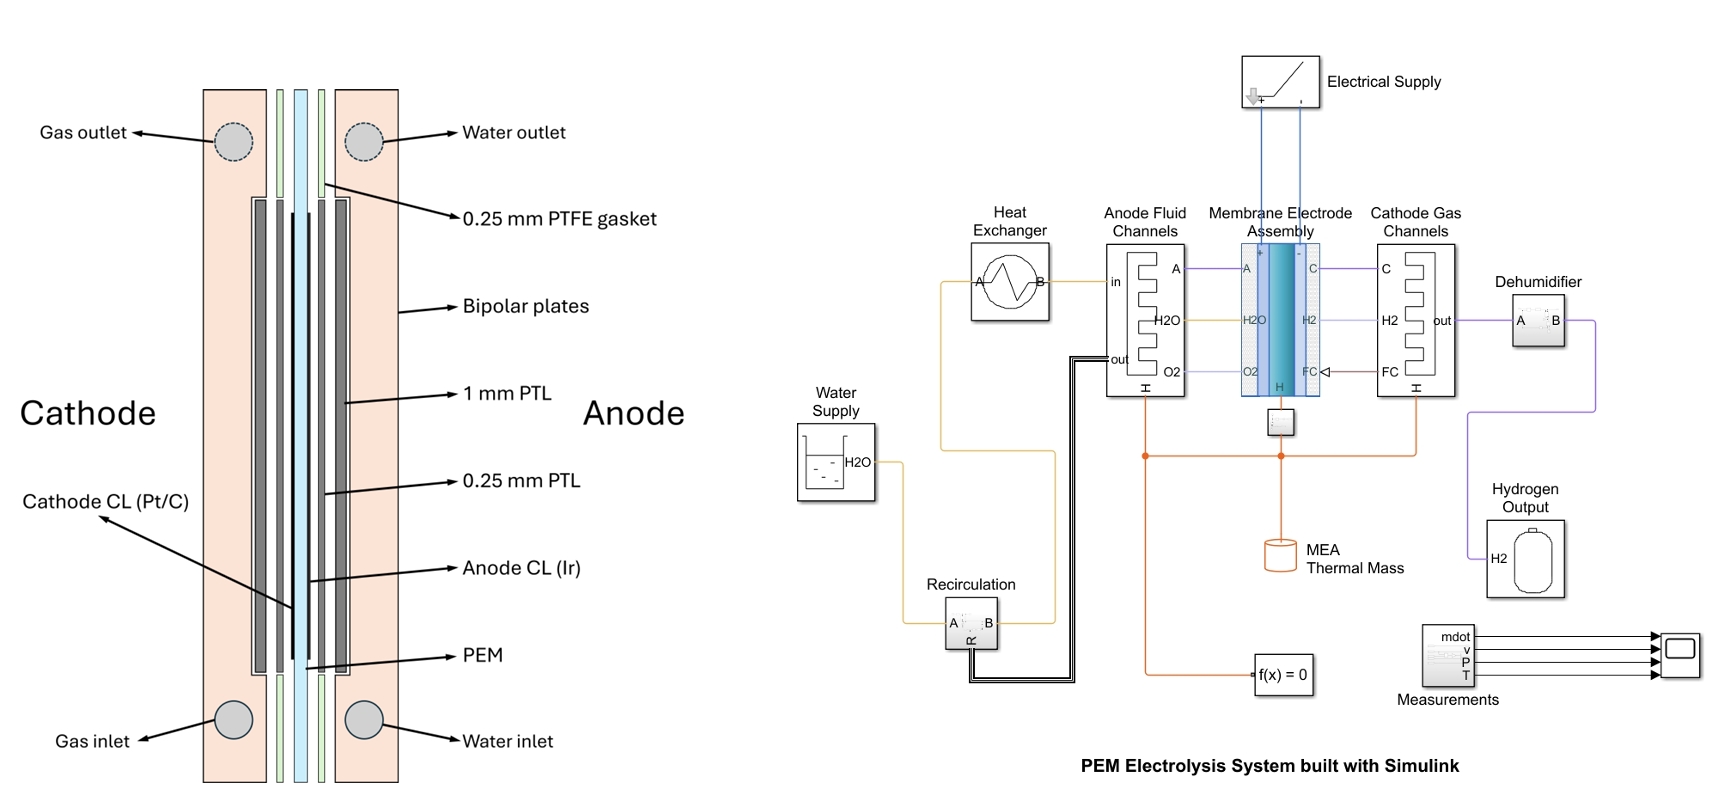 Gas outlet
Water outlet
0.25 mm PTFE gasket
Bipolar plates
1 mm PTL
Cathode
Anode
0.25 mm PTL
Cathode CL (Pt/C)
Anode CL (Ir)
PEM
Gas inlet
Water inlet
Electrical Supply
+
-
Heat
Exchanger
A
B
Anode Fluid
Channels
in
out
A
H2O
O2
H
Membrane Electrode
Assembly
+
-
A
H2O
O2
C
H2
FC
H
Cathode Gas
Channels
C
H2
FC
out
H
Dehumidifier
A
B
Water
Supply
H2O
Hydrogen
Output
H2
MEA
Thermal Mass
Recirculation
A
B
R
f(x) = 0
mdot
v
P
T
Measurements
PEM Electrolysis System built with Simulink